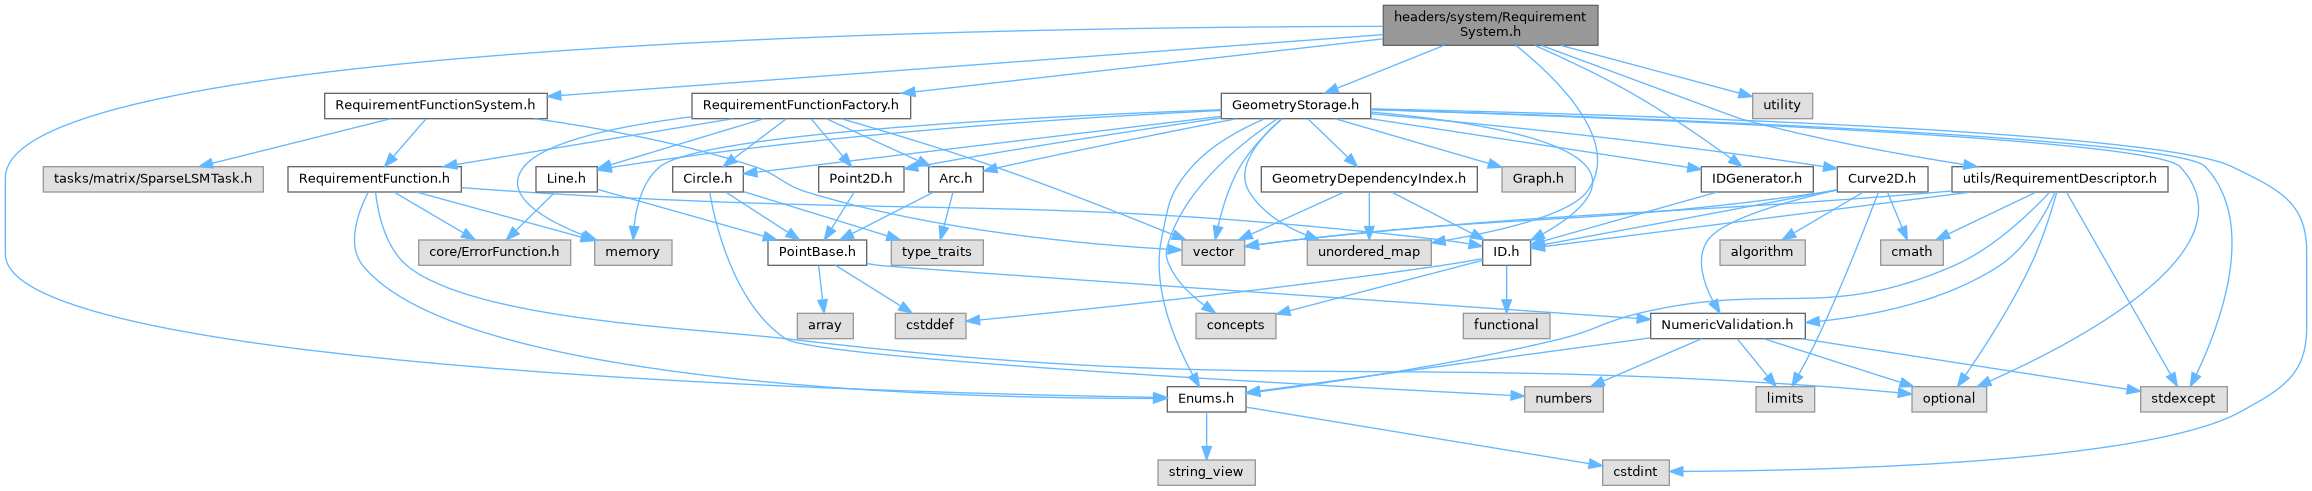 headers/system/Requirement
System.h
RequirementFunctionSystem.h
RequirementFunctionFactory.h
GeometryStorage.h
utility
tasks/matrix/SparseLSMTask.h
RequirementFunction.h
Line.h
Circle.h
Point2D.h
Arc.h
GeometryDependencyIndex.h
Graph.h
IDGenerator.h
Curve2D.h
utils/RequirementDescriptor.h
core/ErrorFunction.h
memory
PointBase.h
type_traits
vector
unordered_map
ID.h
algorithm
cmath
array
cstddef
concepts
functional
NumericValidation.h
Enums.h
numbers
limits
optional
stdexcept
string_view
cstdint